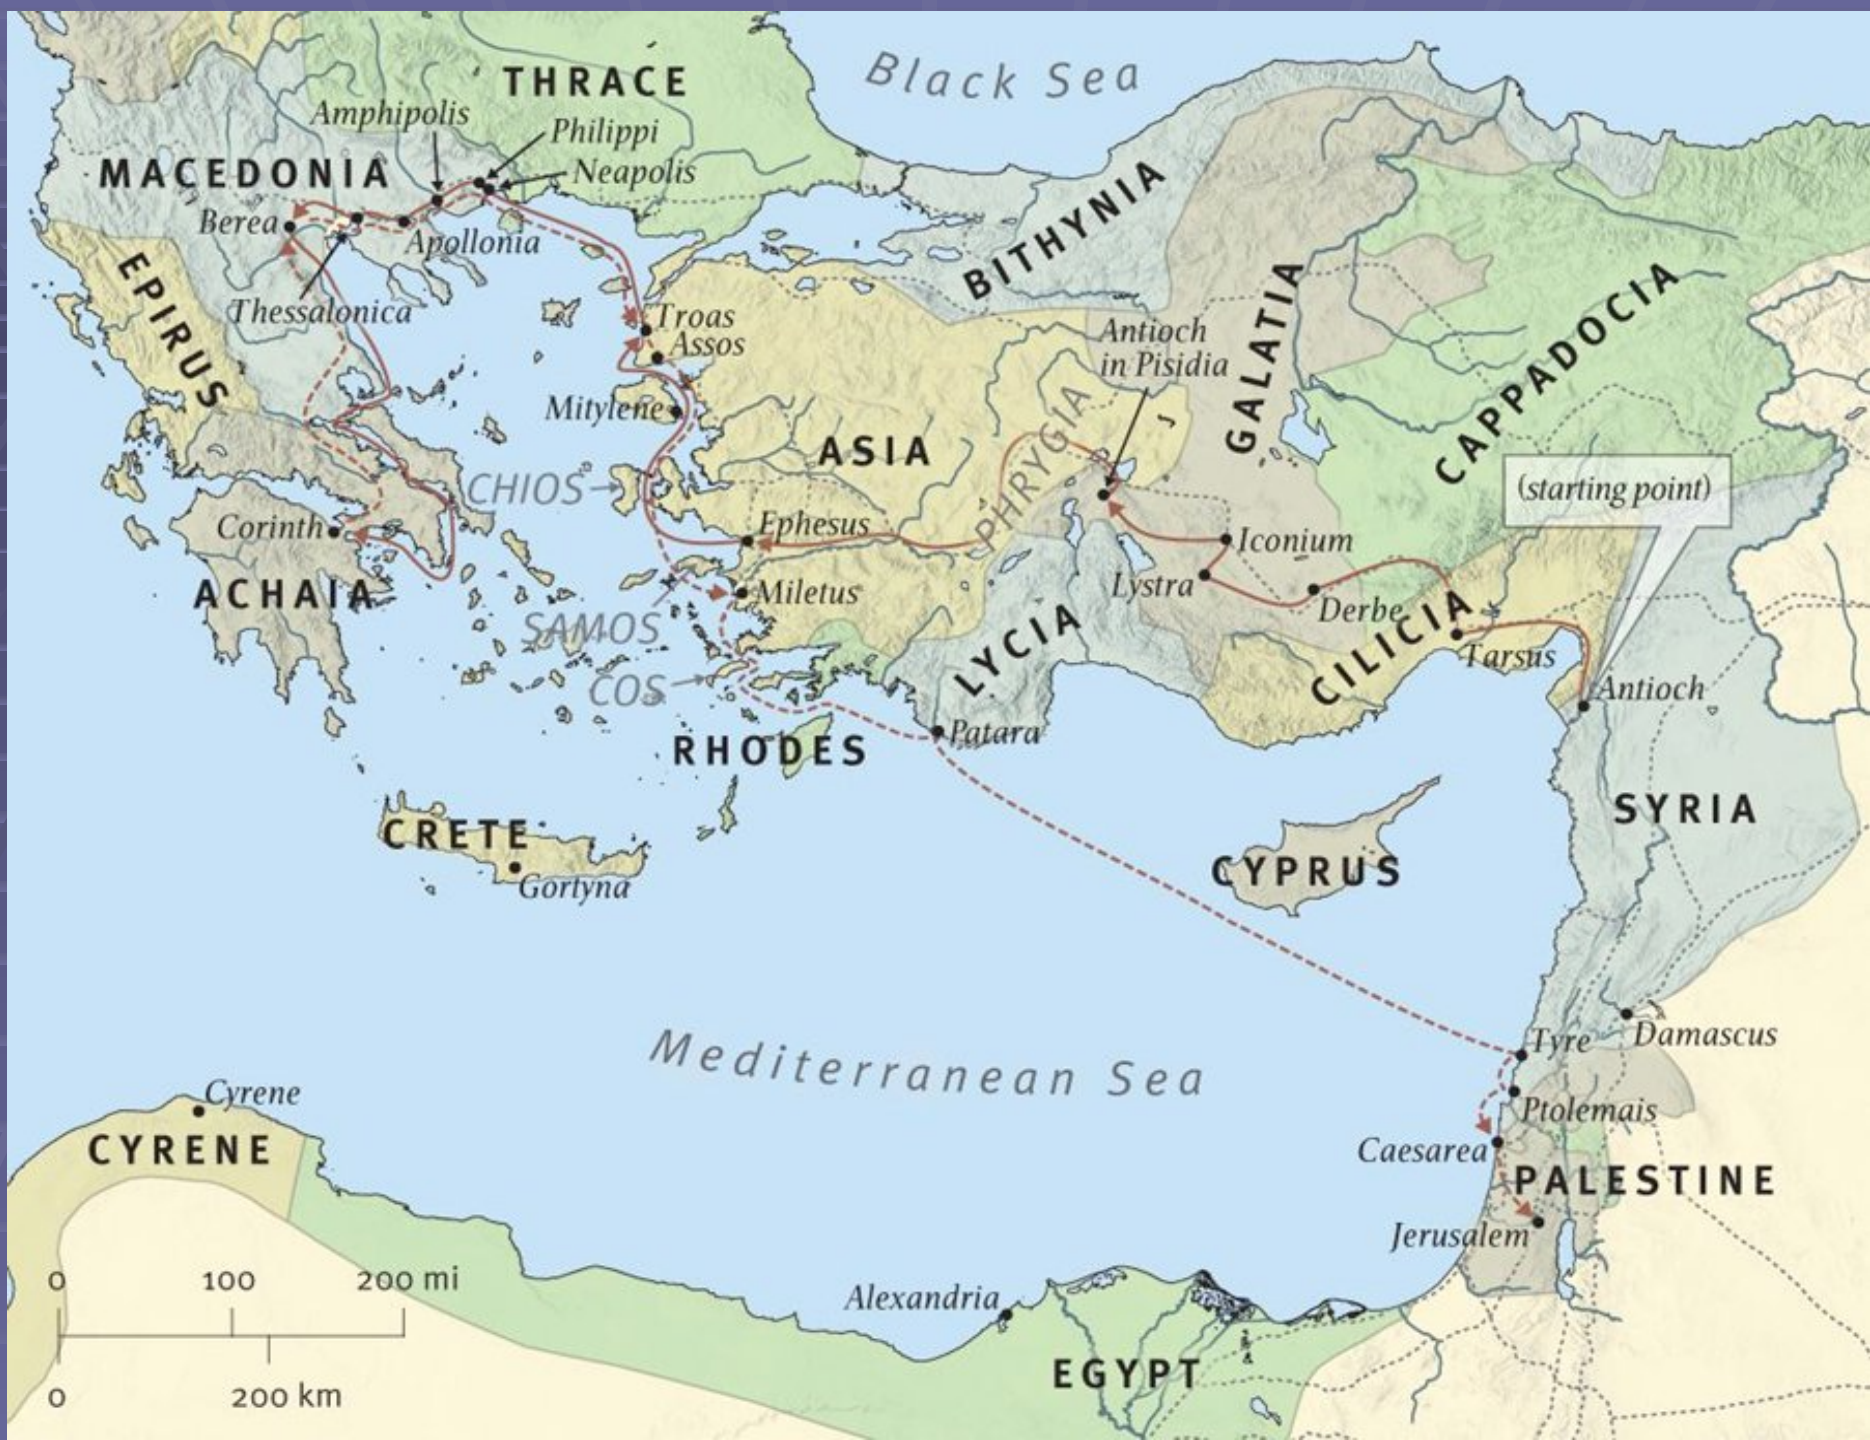 Black Sea
THRACE
Amphipolis
Philippi
MACEDONIA
Neapolis
Berea
Apollonia
BITHYNIA
EPIRUS
Thessalonica
Troas
Assos
Antioch
in Pisidia
GALATIA
CAPPADOCIA
Mitylene
ASIA
PHRYGIA
CHIOS
(starting point)
Corinth
Ephesus
Iconium
ACHAIA
Miletus
Lystra
Derbe
SAMOS
LYCIA
CILICIA
Tarsus
COS
Antioch
RHODES
Patara
CRETE
Gortyna
CYPRUS
SYRIA
Mediterranean Sea
Tyre
Damascus
Cyrene
Ptolemais
CYRENE
Caesarea
PALESTINE
Jerusalem
0 100 200 mi
Alexandria
EGYPT
0 200 km